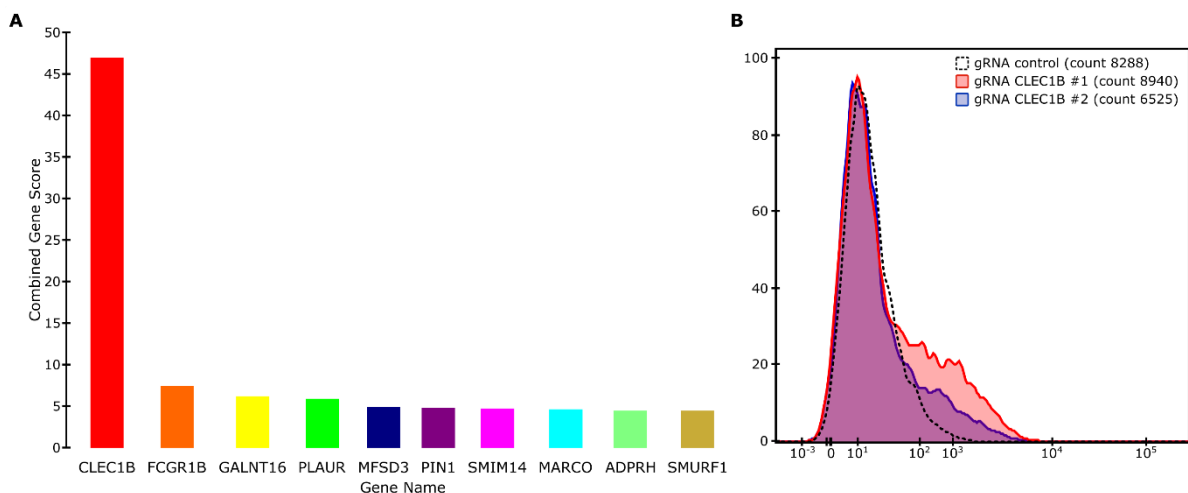 A
Combined Gene Score
50
45
40
35
30
25
20
15
10
5
0
CLEC1B FCGR1B GALNT16 PLAUR MFSD3 PIN1 SMIM14 MARCO ADPRH SMURF1
Gene Name
B
100
80
60
40
20
0
gRNA control (count 8288)
gRNA CLEC1B #1 (count 8940)
gRNA CLEC1B #2 (count 6525)
10⁻³ 0 10¹ 10² 10³ 10⁴ 10⁵